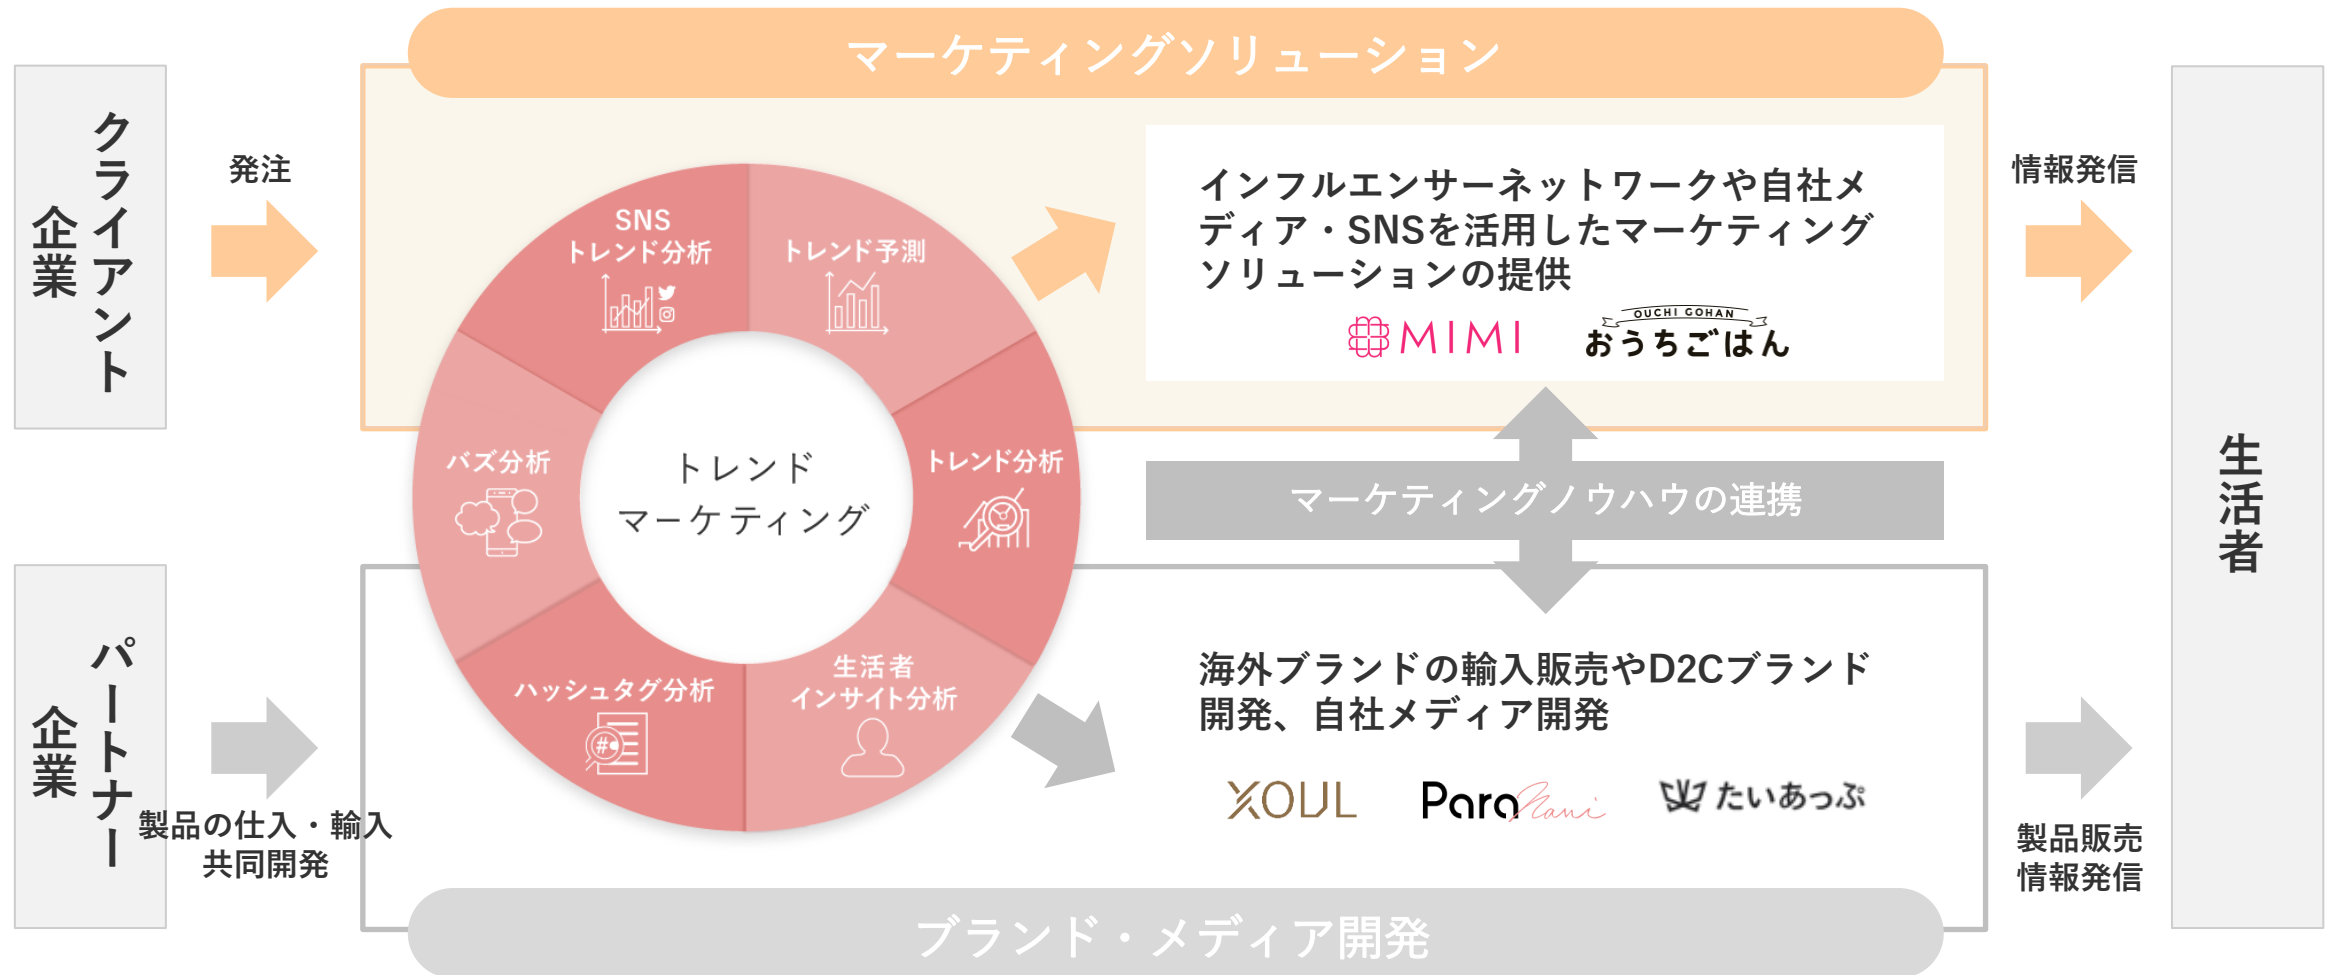 マーケティングソリューション
クライアント
企業
発注
SNS
トレンド分析
トレンド予測
バズ分析
トレンド分析
ハッシュタグ分析
#
生活者
インサイト分析
トレンド
マーケティング
インフルエンサーネットワークや自社メ
ディア・SNSを活用したマーケティング
ソリューションの提供
MIMI
OUCHI GOHAN
おうちごはん
情報発信
マーケティングノウハウの連携
生活者
パートナー
企業
製品の仕入・輸入
共同開発
海外ブランドの輸入販売やD2Cブランド
開発、自社メディア開発
XOUL
ParaNani
たいあっぷ
製品販売
情報発信
ブランド・メディア開発